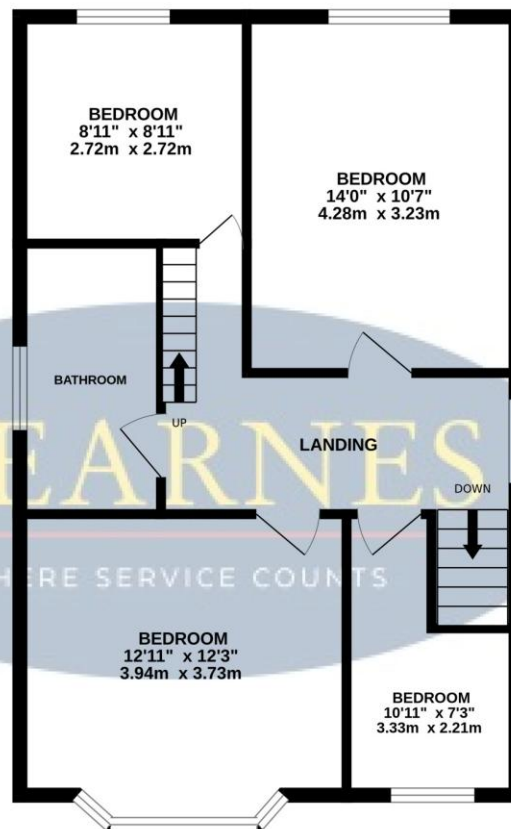 BEDROOM
8'11" x 8'11"
2.72m x 2.72m
BEDROOM
14'0" x 10'7"
4.28m x 3.23m
BATHROOM
UP
LANDING
DOWN
EARNES
HERE SERVICE COUNTS
BEDROOM
12'11" x 12'3"
3.94m x 3.73m
BEDROOM
10'11" x 7'3"
3.33m x 2.21m